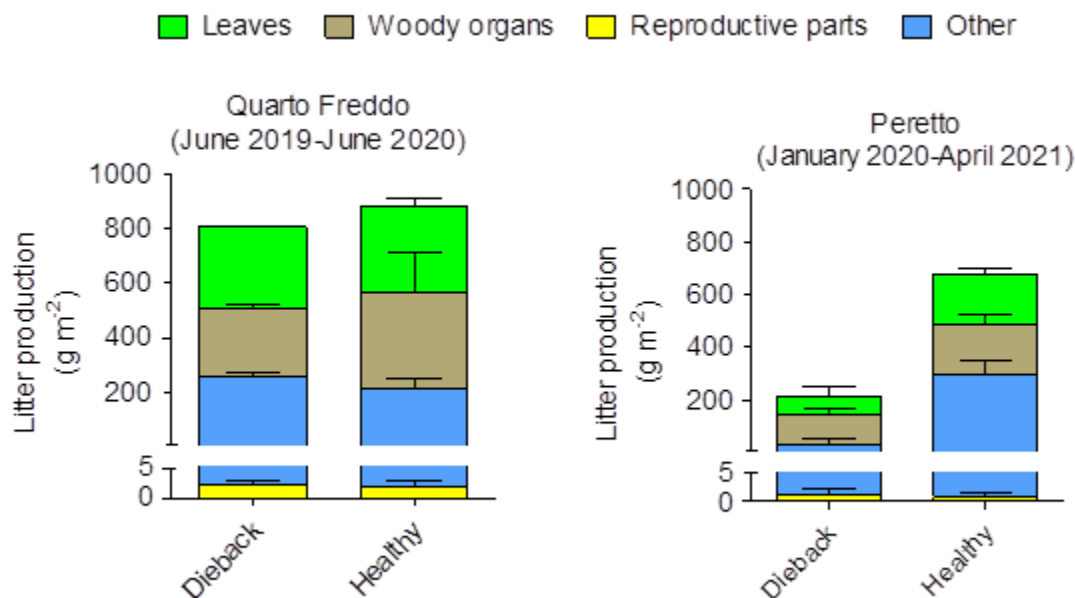 Leaves Woody organs Reproductive parts Other
Quarto Freddo
(June 2019-June 2020)
1000
800
600
400
200
5
0
Litter production
(g m-2)
Dieback
Healthy
Peretto
(January 2020-April 2021)
1000
800
600
400
200
5
0
Litter production
(g m-2)
Dieback
Healthy